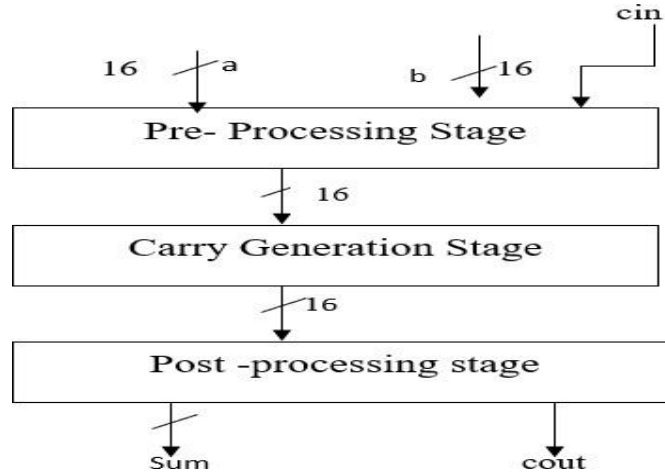 cin
16 a b 16
Pre- Processing Stage
16
Carry Generation Stage
16
Post -processing stage
Sum cout